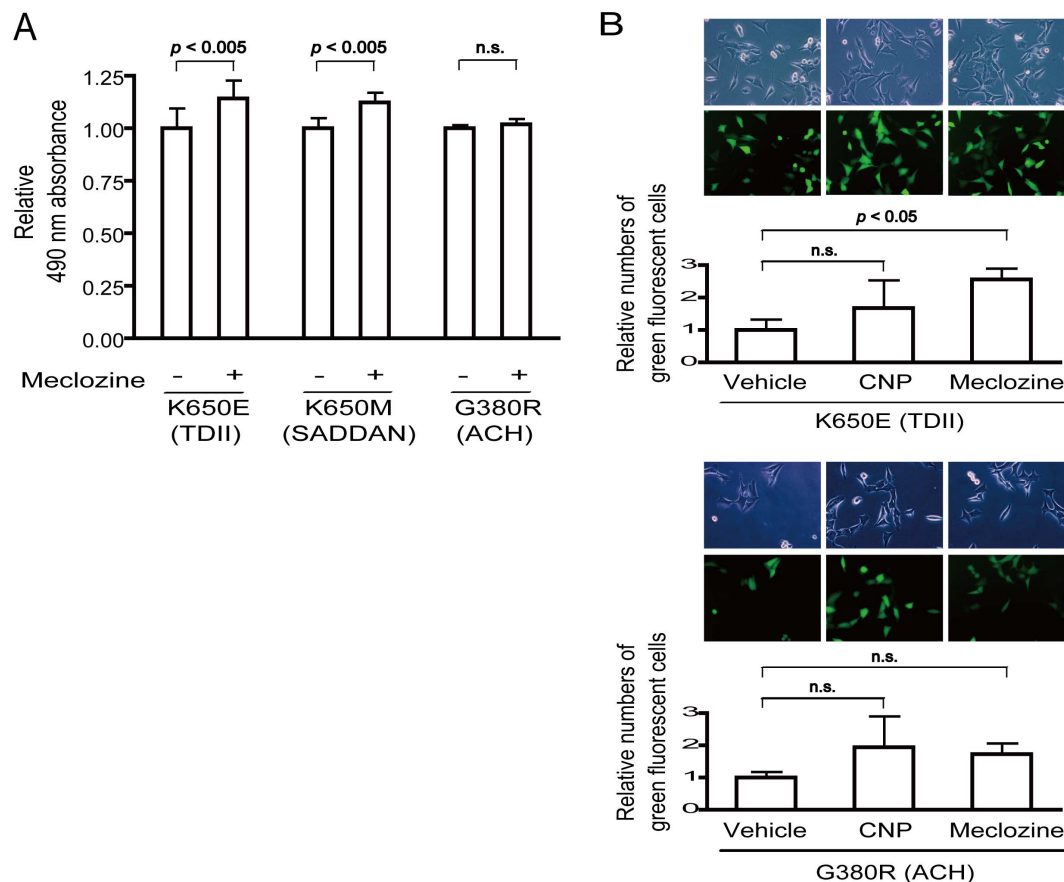 A
p < 0.005
p < 0.005
n.s.
1.25
1.00
0.75
0.50
0.25
0.00
Relative
490 nm absorbance
Meclozine - + - + - +
K650E K650M G380R
(TDII) (SADDAN) (ACH)
B
p < 0.05
n.s.
3
2
1
0
Relative numbers of
green fluorescent cells
Vehicle CNP Meclozine
K650E (TDII)
n.s.
n.s.
3
2
1
0
Relative numbers of
green fluorescent cells
Vehicle CNP Meclozine
G380R (ACH)